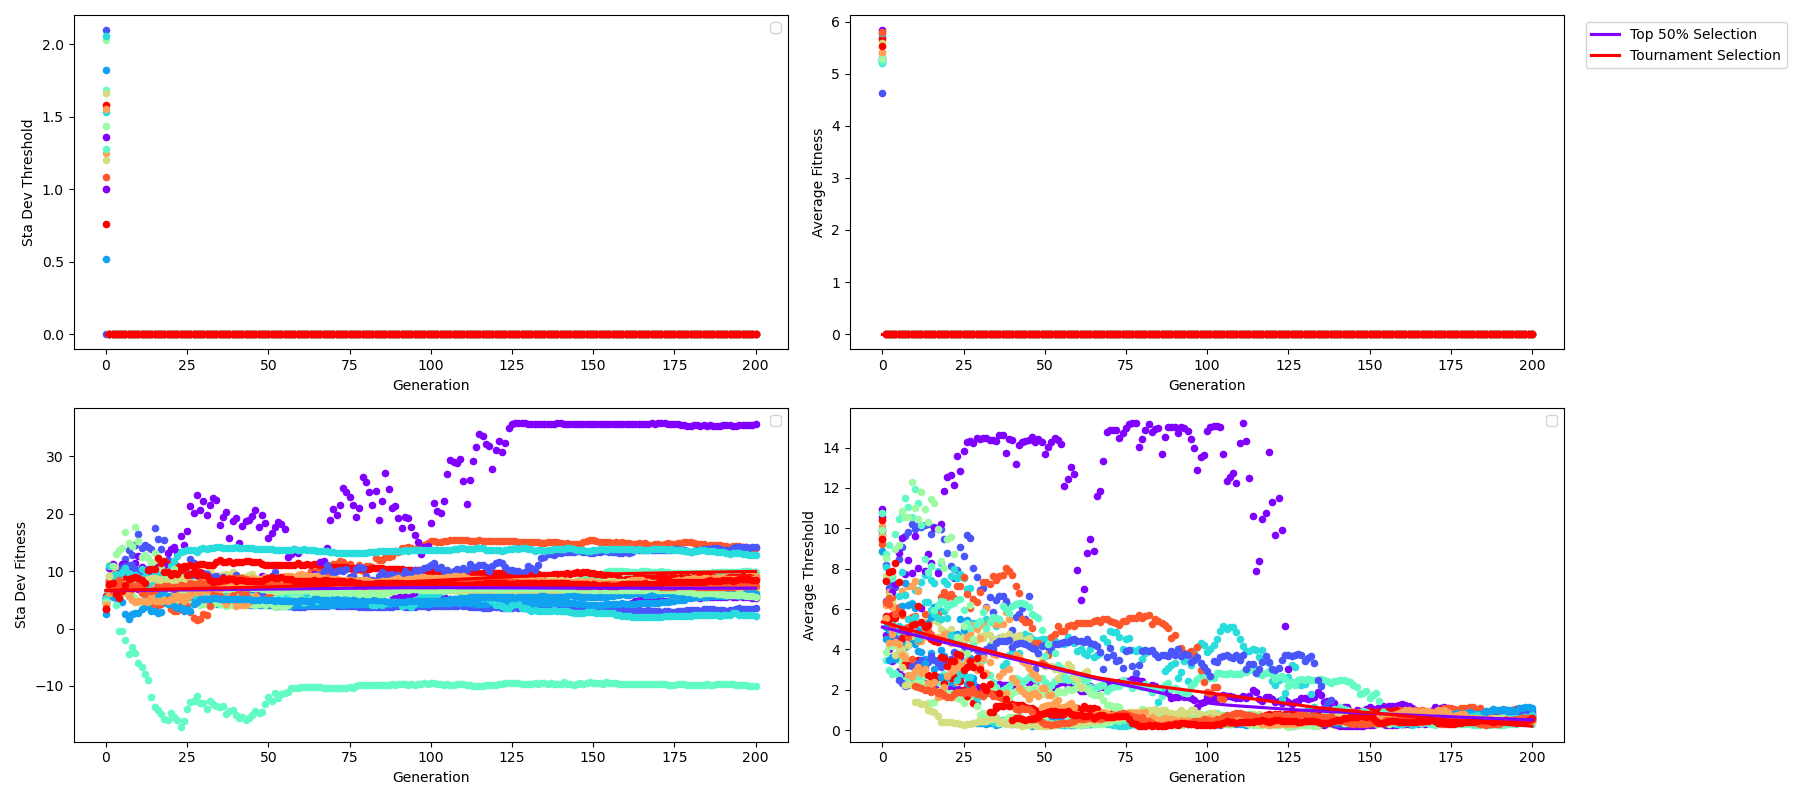 Sta Dev Threshold
2.0
1.5
1.0
0.5
0.0
0 25 50 75 100 125 150 175 200
Generation
Average Fitness
6
5
4
3
2
1
0
0 25 50 75 100 125 150 175 200
Generation
Top 50% Selection
Tournament Selection
Sta Dev Fitness
30
20
10
0
−10
0 25 50 75 100 125 150 175 200
Generation
Average Threshold
14
12
10
8
6
4
2
0
0 25 50 75 100 125 150 175 200
Generation